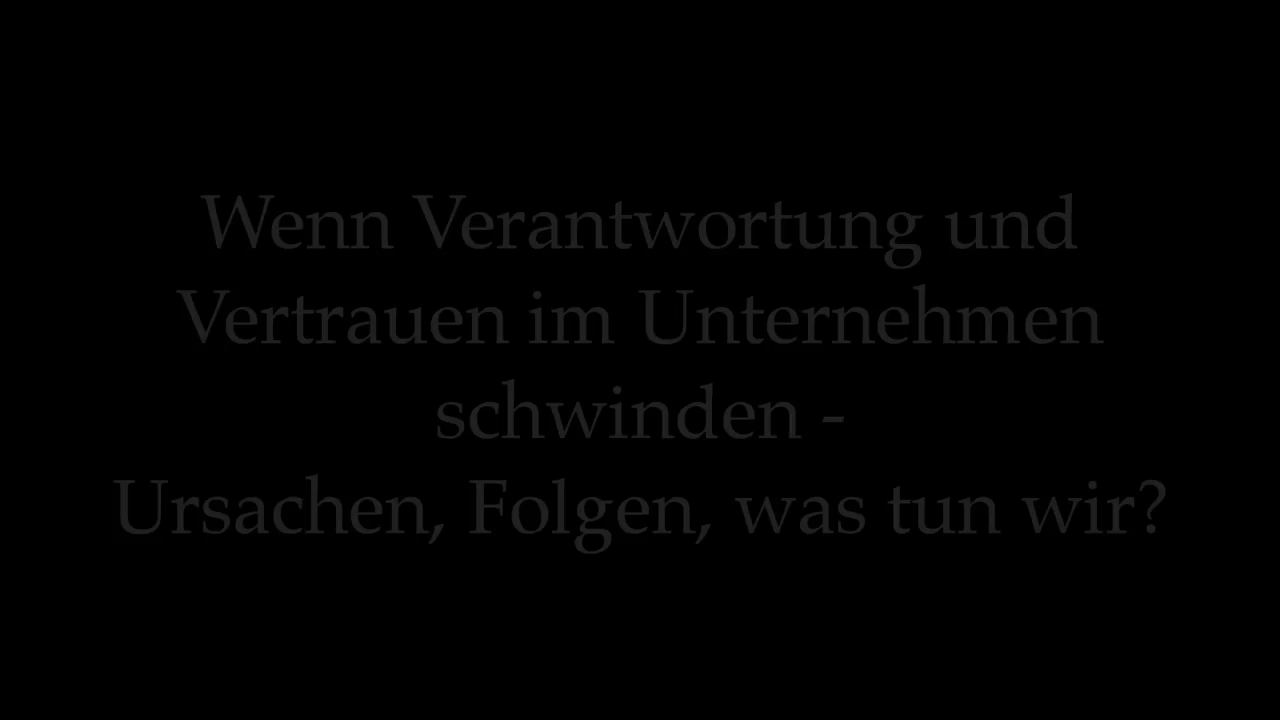 Wenn Verantwortung und
Vertrauen im Unternehmen
schwinden -
Ursachen, Folgen, was tun wir?